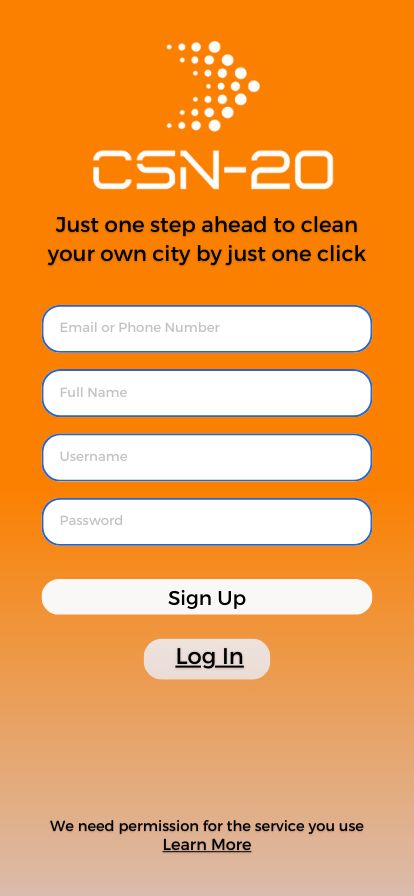 CSN-20
Just one step ahead to clean
your own city by just one click
Email or Phone Number
Full Name
Username
Password
Sign Up
Log In
We need permission for the service you use
Learn More